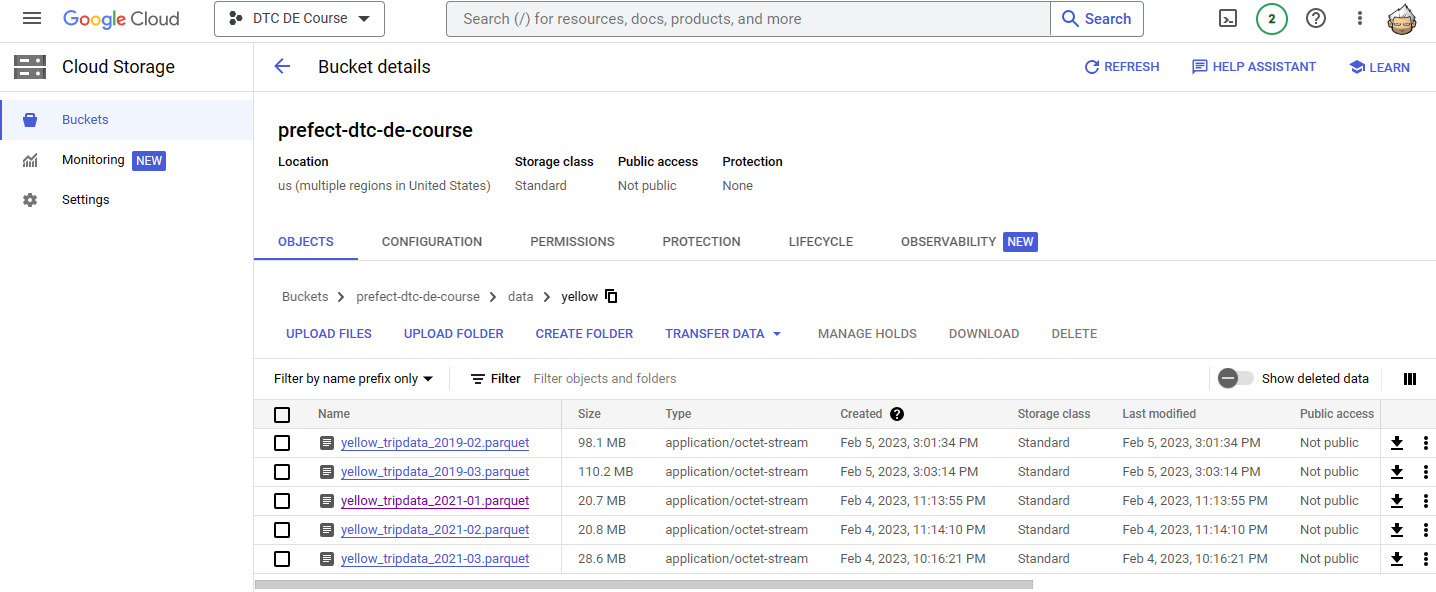 Google Cloud DTC DE Course Search (/) for resources, docs, products, and more Search 2
Cloud Storage Bucket details REFRESH HELP ASSISTANT LEARN
Buckets
Monitoring NEW
Settings
prefect-dtc-de-course
Location Storage class Public access Protection
us (multiple regions in United States) Standard Not public None
OBJECTS CONFIGURATION PERMISSIONS PROTECTION LIFECYCLE OBSERVABILITY NEW
Buckets > prefect-dtc-de-course > data > yellow
UPLOAD FILES UPLOAD FOLDER CREATE FOLDER TRANSFER DATA MANAGE HOLDS DOWNLOAD DELETE
Filter by name prefix only Filter Filter objects and folders Show deleted data
Name Size Type Created Storage class Last modified Public access
yellow_tripdata_2019-02.parquet 98.1 MB application/octet-stream Feb 5, 2023, 3:01:34 PM Standard Feb 5, 2023, 3:01:34 PM Not public
yellow_tripdata_2019-03.parquet 110.2 MB application/octet-stream Feb 5, 2023, 3:03:14 PM Standard Feb 5, 2023, 3:03:14 PM Not public
yellow_tripdata_2021-01.parquet 20.7 MB application/octet-stream Feb 4, 2023, 11:13:55 PM Standard Feb 4, 2023, 11:13:55 PM Not public
yellow_tripdata_2021-02.parquet 20.8 MB application/octet-stream Feb 4, 2023, 11:14:10 PM Standard Feb 4, 2023, 11:14:10 PM Not public
yellow_tripdata_2021-03.parquet 28.6 MB application/octet-stream Feb 4, 2023, 10:16:21 PM Standard Feb 4, 2023, 10:16:21 PM Not public